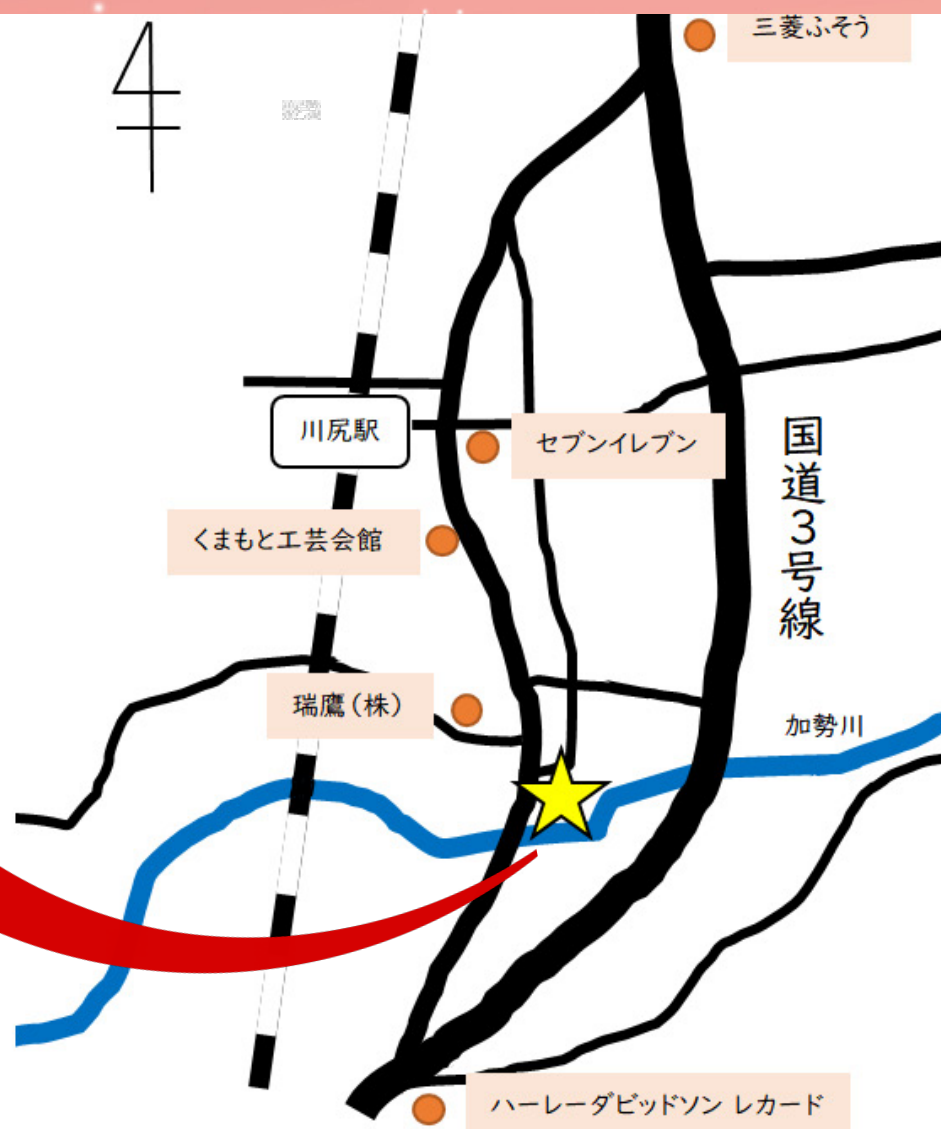 三菱ふそう
川尻駅
セブンイレブン
国道3号線
くまもと工芸会館
瑞鷹(株)
加勢川
ハーレーダビッドソン レカード